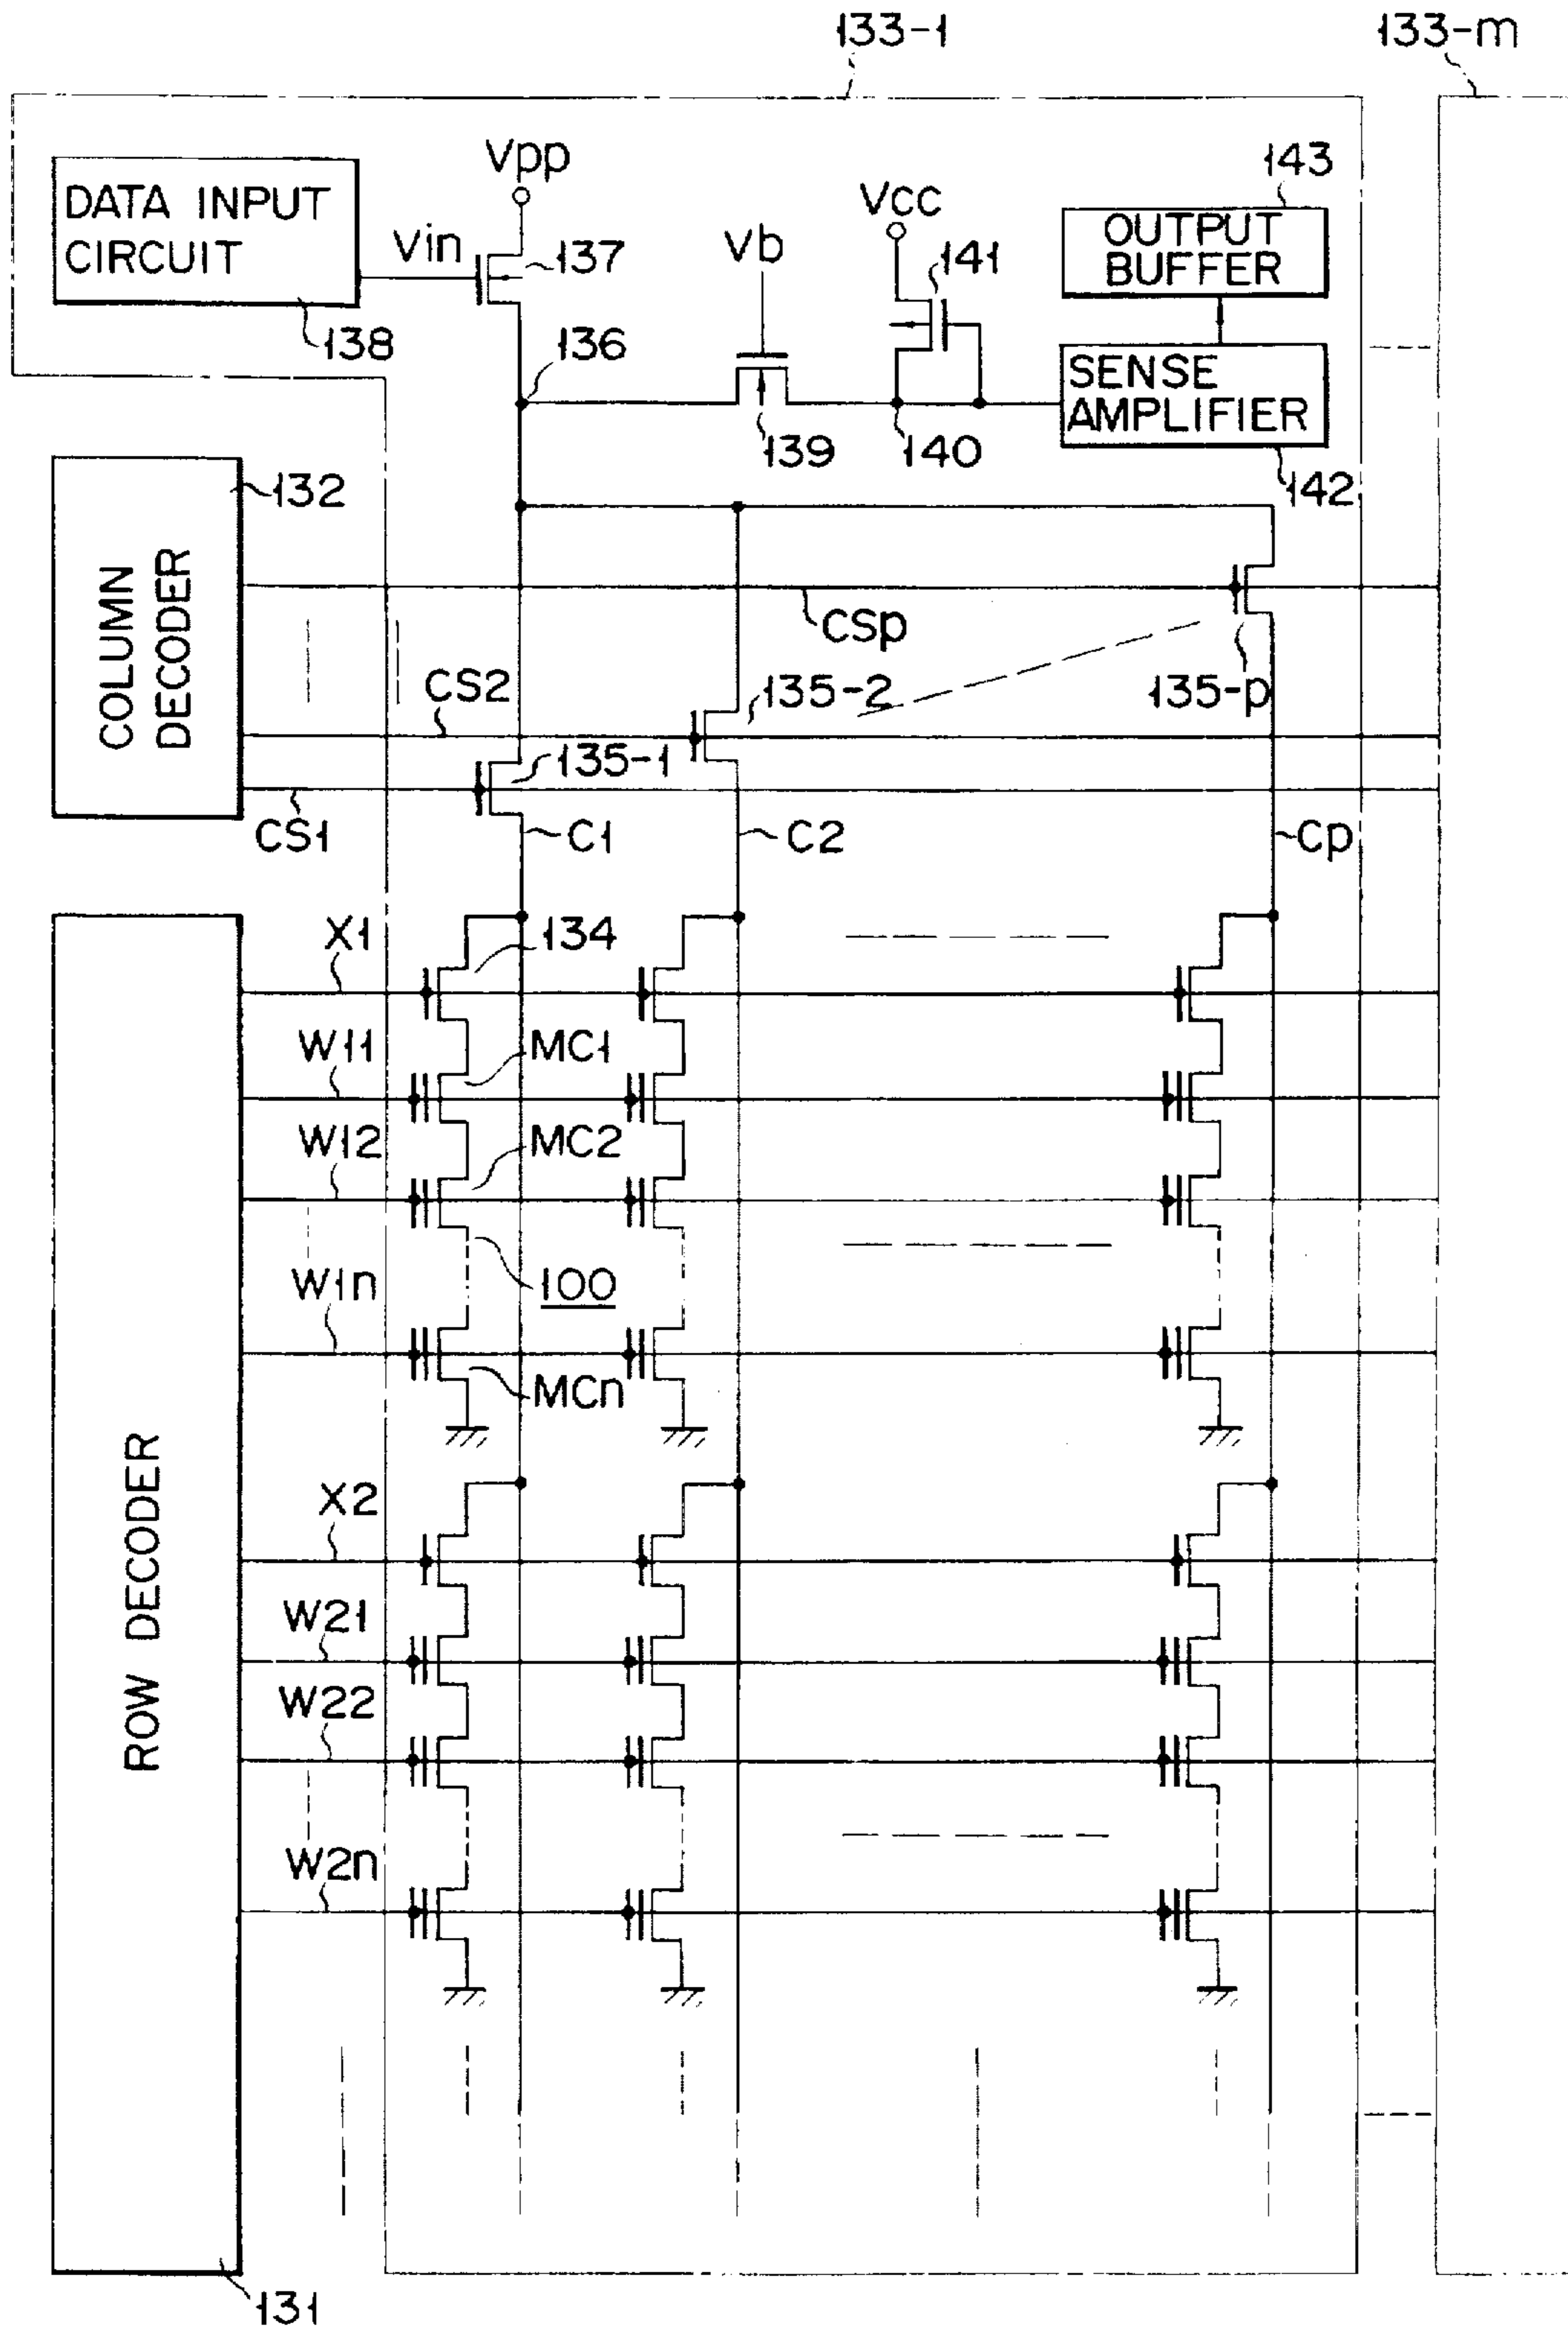 133-1
133-m
Vpp
DATA INPUT
CIRCUIT
Vin
137
138
136
Vb
Vcc
141
143
OUTPUT
BUFFER
SENSE
AMPLIFIER
139
140
142
132
COLUMN
DECODER
CSp
CS2
135-2
135-p
135-1
CS1
C1
C2
Cp
X1
134
W11
MC1
W12
MC2
W1n
100
MCn
ROW DECODER
X2
W21
W22
W2n
131